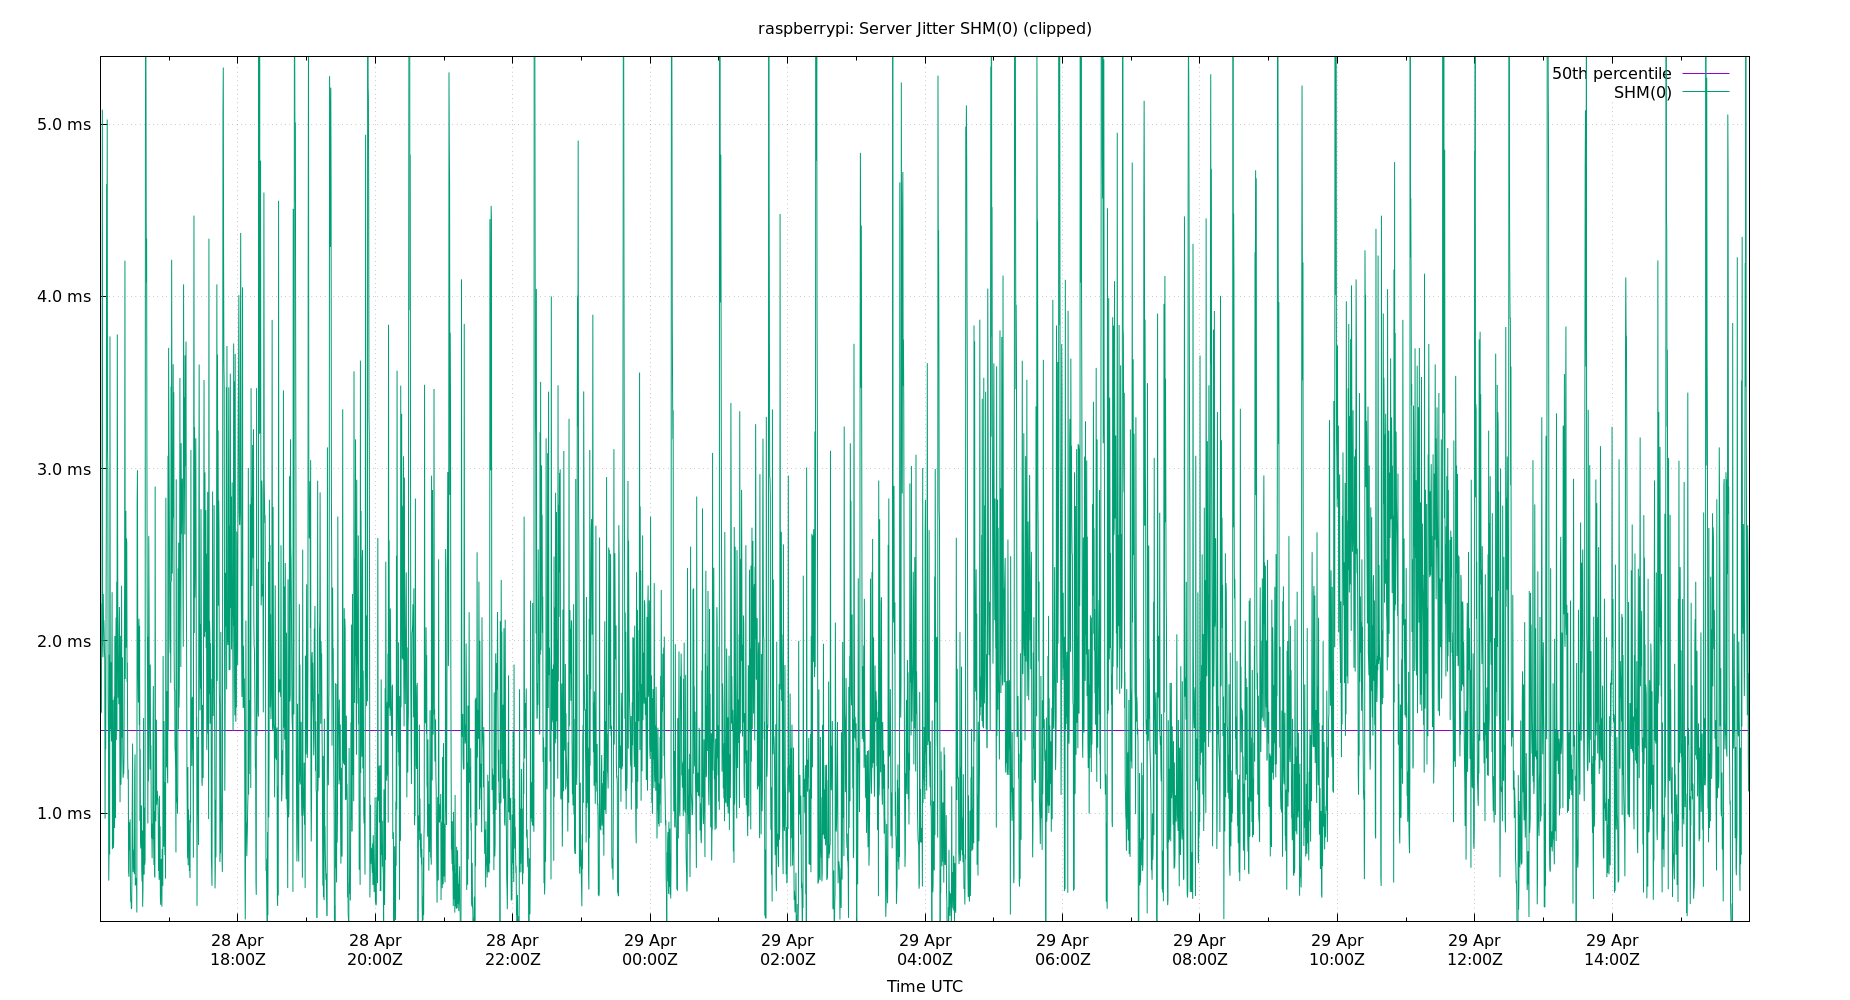 raspberrypi: Server Jitter SHM(0) (clipped)
50th percentile
SHM(0)
5.0 ms
4.0 ms
3.0 ms
2.0 ms
1.0 ms
28 Apr 28 Apr 28 Apr 29 Apr 29 Apr 29 Apr 29 Apr 29 Apr 29 Apr 29 Apr 29 Apr
18:00Z 20:00Z 22:00Z 00:00Z 02:00Z 04:00Z 06:00Z 08:00Z 10:00Z 12:00Z 14:00Z
Time UTC